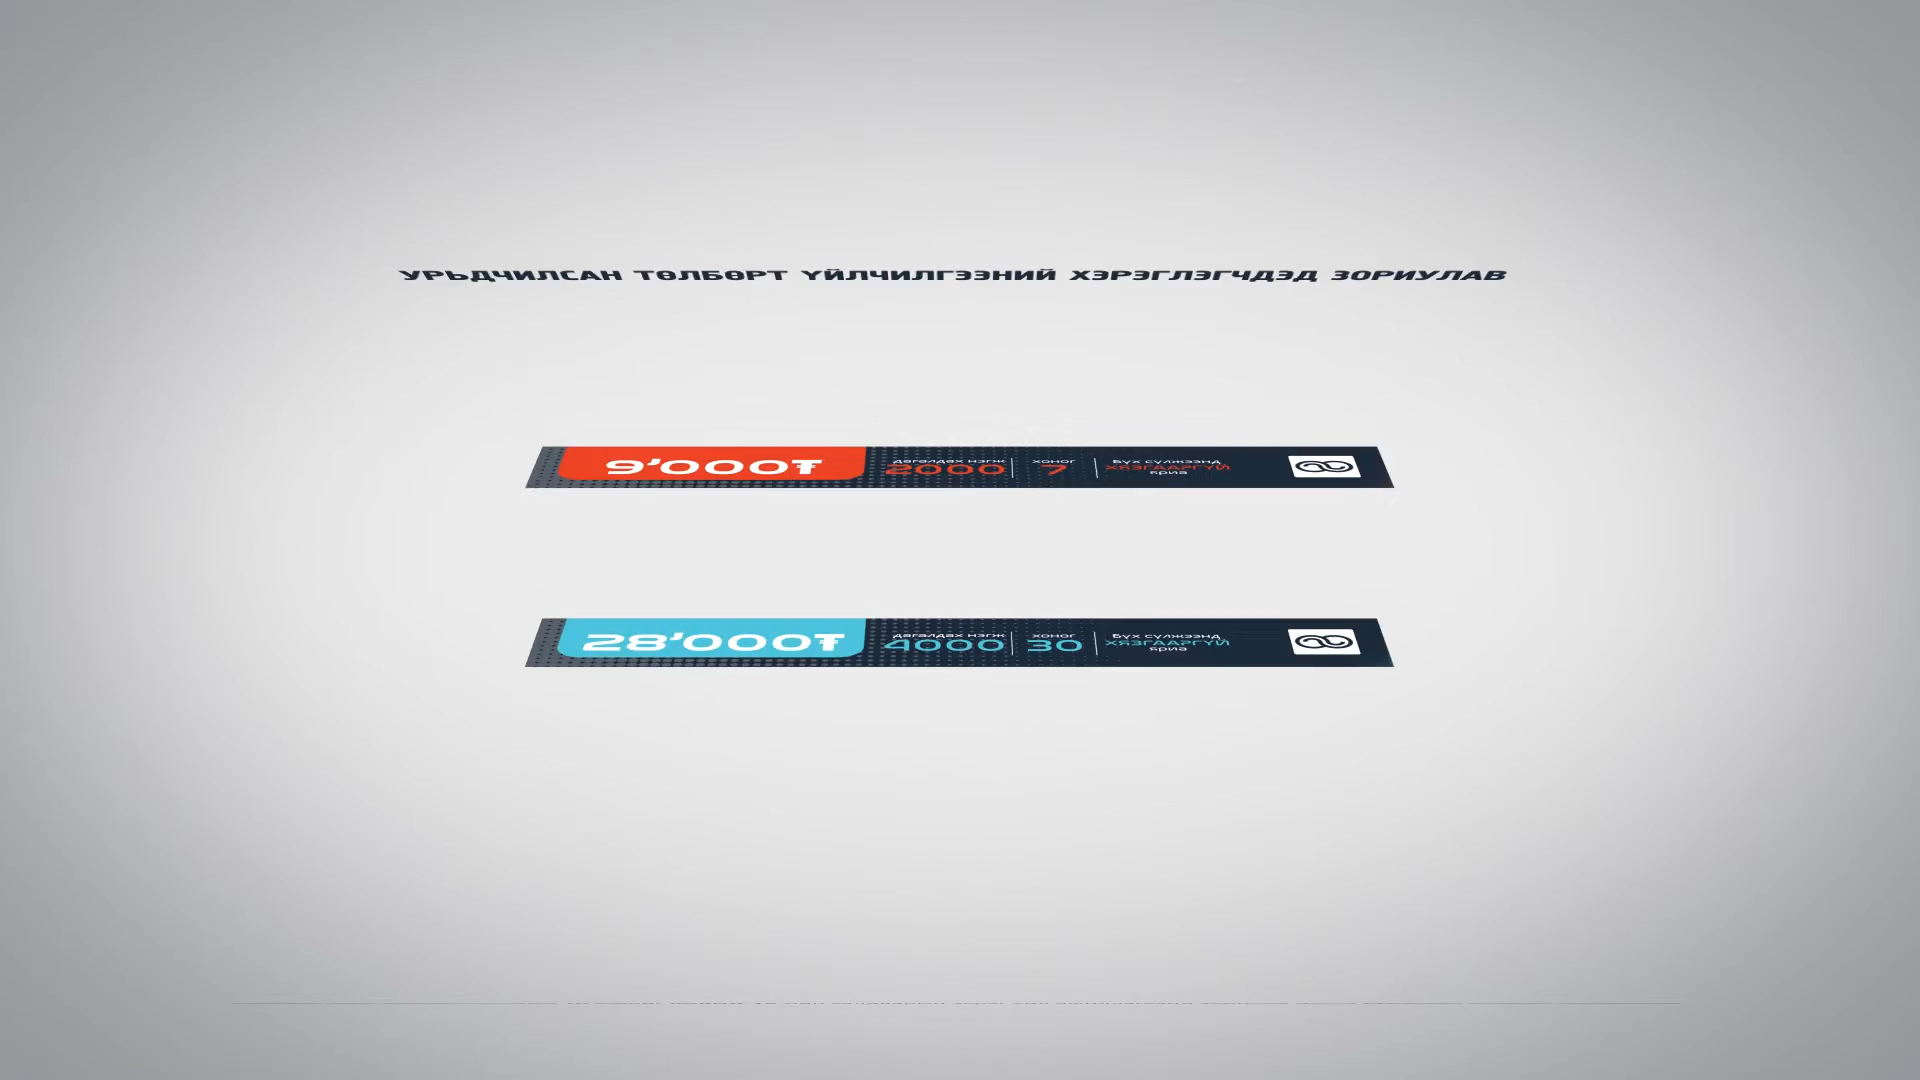 УРЬДЧИЛСАН ТӨЛБӨРТ ҮЙЛЧИЛГЭЭНИЙ ХЭРЭГЛЭГЧДЭД ЗОРИУЛАВ
9’000₮
дагалдах нэгж
2000
хоног
7
Бүх сүлжээнд
ХЯЗГААРГҮЙ
яриа
28’000₮
дагалдах нэгж
4000
хоног
30
Бүх сүлжээнд
ХЯЗГААРГҮЙ
яриа